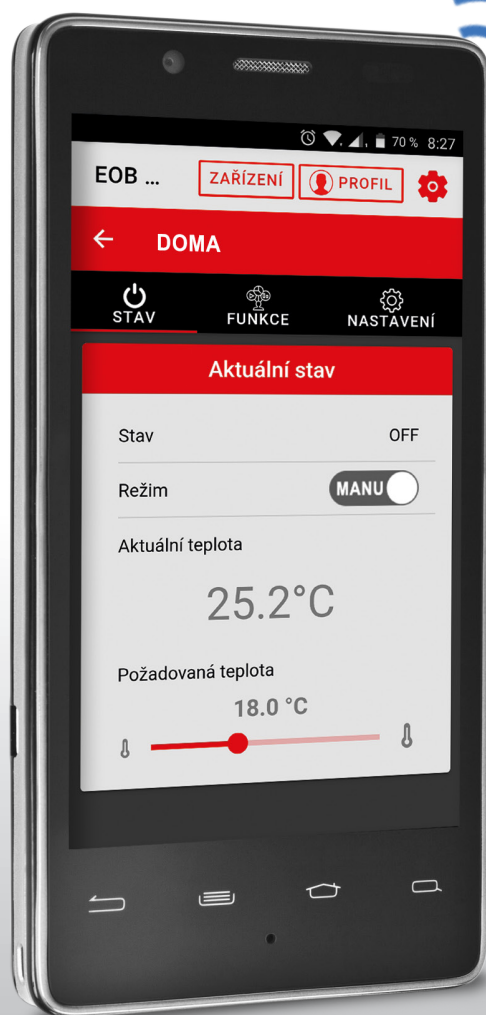 70 % 8:27
EOB ... ZAŘÍZENÍ PROFIL
DOMA
STAV FUNKCE NASTAVENÍ
Aktuální stav
Stav OFF
Režim MANU
Aktuální teplota
25.2°C
Požadovaná teplota
18.0 °C